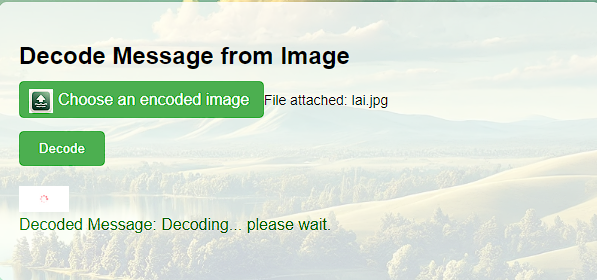 Decode Message from Image
Choose an encoded image File attached: lai.jpg
Decode
Decoded Message: Decoding... please wait.